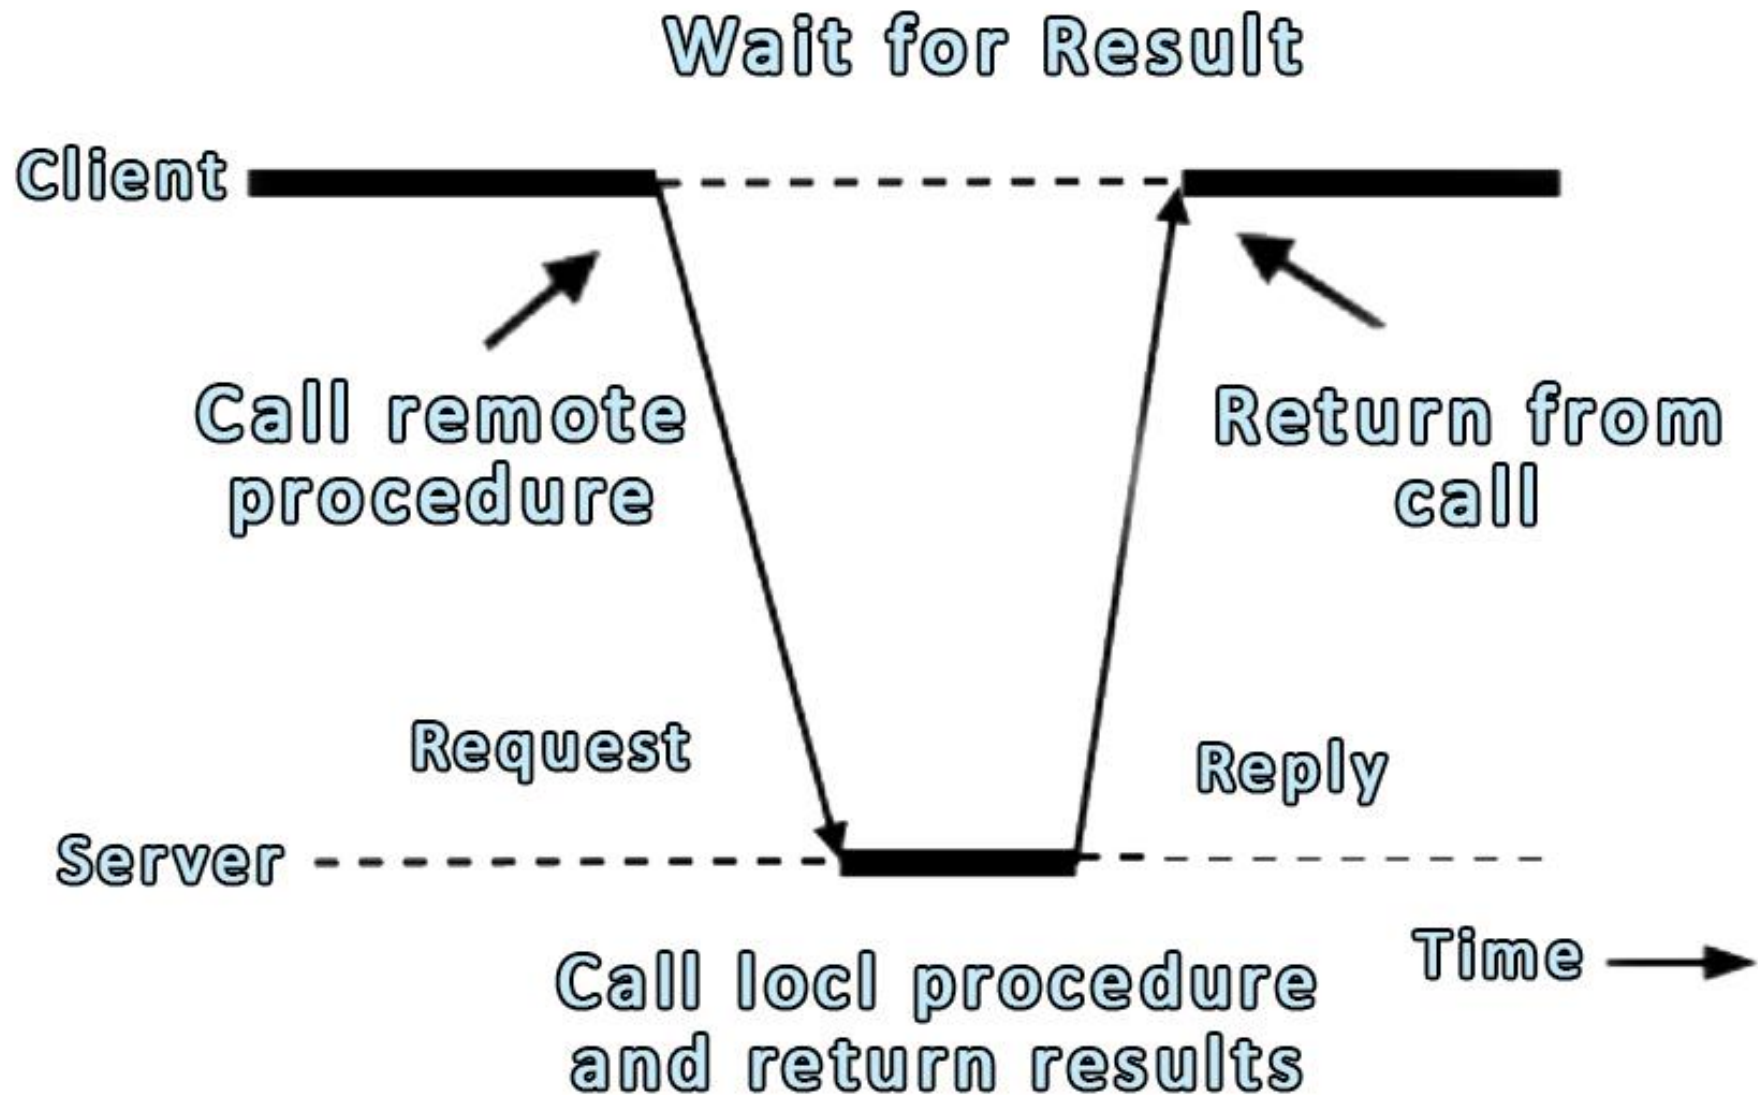 Wait for Result
Client
Call remote
procedure
Return from
call
Request
Reply
Server
Time
Call locl procedure
and return results